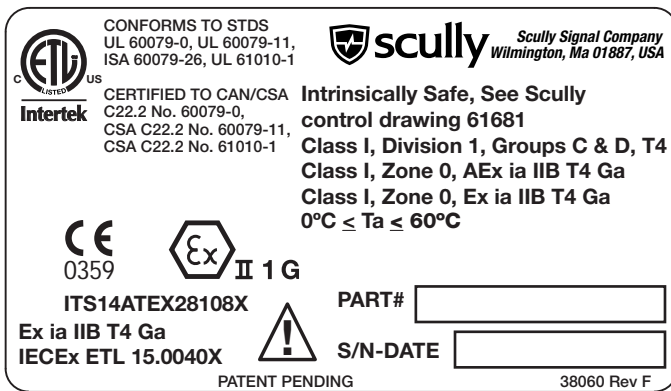 CONFORMS TO STDS
UL 60079-0, UL 60079-11,
ISA 60079-26, UL 61010-1
C ETL US
LISTED
Intertek
CERTIFIED TO CAN/CSA
C22.2 No. 60079-0,
CSA C22.2 No. 60079-11,
CSA C22.2 No. 61010-1
scully
Scully Signal Company
Wilmington, Ma 01887, USA
Intrinsically Safe, See Scully
control drawing 61681
Class I, Division 1, Groups C & D, T4
Class I, Zone 0, AEx ia IIB T4 Ga
Class I, Zone 0, Ex ia IIB T4 Ga
0ºC ≤ Ta ≤ 60ºC
CE
0359
Ex II 1 G
ITS14ATEX28108X
Ex ia IIB T4 Ga
IECEx ETL 15.0040X
!
PART#
S/N-DATE
PATENT PENDING
38060 Rev F